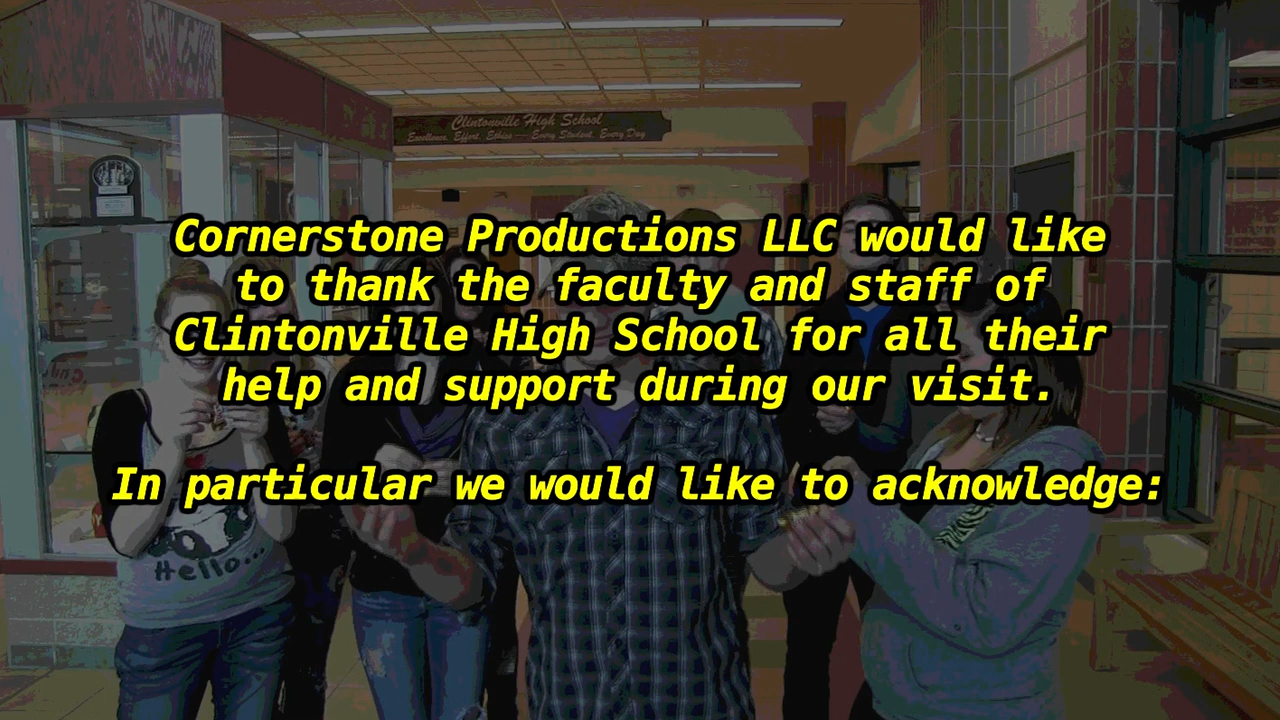 Clintonville High School
Excellence, Effort, Ethics - Every Student, Every Day
Cornerstone Productions LLC would like
to thank the faculty and staff of
Clintonville High School for all their
help and support during our visit.
In particular we would like to acknowledge:
Hello...